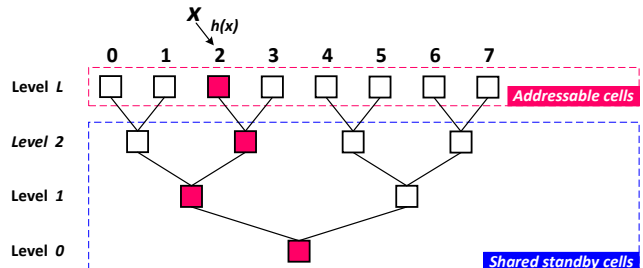 x
h(x)
0 1 2 3 4 5 6 7
Level L
Addressable cells
Level 2
Level 1
Level 0
Shared standby cells